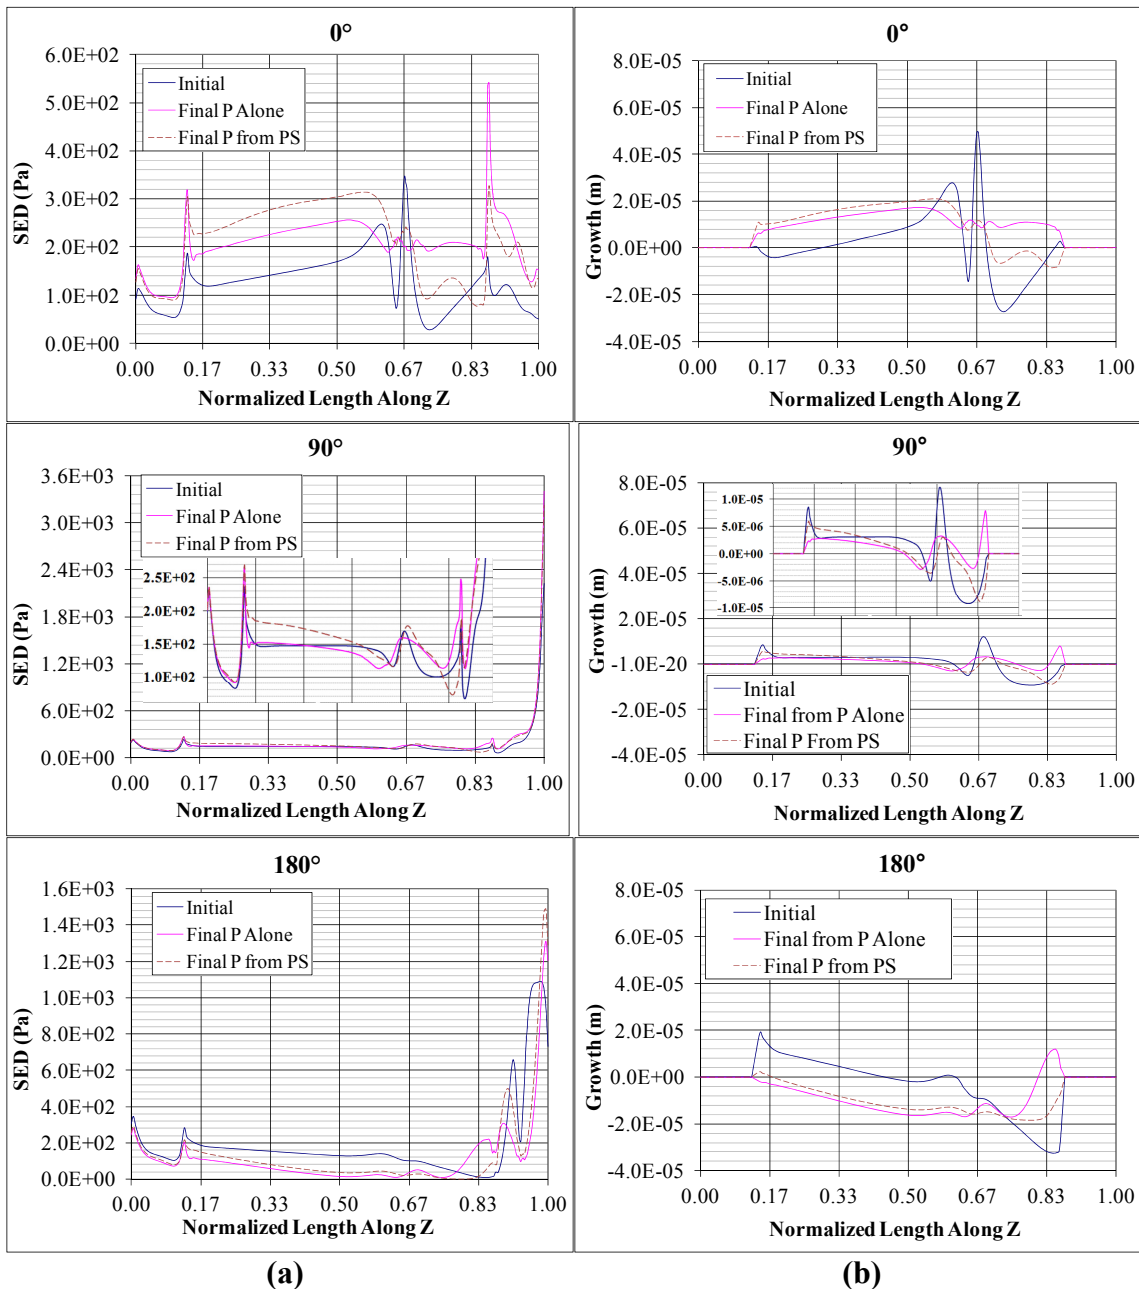 0°
6.0E+02
5.0E+02
4.0E+02
3.0E+02
2.0E+02
1.0E+02
0.0E+00
SED (Pa)
Initial
Final P Alone
Final P from PS
0.00 0.17 0.33 0.50 0.67 0.83 1.00
Normalized Length Along Z
0°
8.0E-05
6.0E-05
4.0E-05
2.0E-05
0.0E+00
-2.0E-05
-4.0E-05
Growth (m)
Initial
Final P Alone
Final P from PS
0.00 0.17 0.33 0.50 0.67 0.83 1.00
Normalized Length Along Z
90°
3.6E+03
3.0E+03
2.4E+03
1.8E+03
1.2E+03
6.0E+02
0.0E+00
SED (Pa)
Initial
Final P Alone
Final P from PS
2.5E+02
2.0E+02
1.5E+02
1.0E+02
0.00 0.17 0.33 0.50 0.67 0.83 1.00
Normalized Length Along Z
90°
8.0E-05
6.0E-05
4.0E-05
2.0E-05
-1.0E-20
-2.0E-05
-4.0E-05
Growth (m)
1.0E-05
5.0E-06
0.0E+00
-5.0E-06
-1.0E-05
Initial
Final from P Alone
Final P From PS
0.00 0.17 0.33 0.50 0.67 0.83 1.00
Normalized Length Along Z
180°
1.6E+03
1.4E+03
1.2E+03
1.0E+03
8.0E+02
6.0E+02
4.0E+02
2.0E+02
0.0E+00
SED (Pa)
Initial
Final P Alone
Final P from PS
0.00 0.17 0.33 0.50 0.67 0.83 1.00
Normalized Length Along Z
180°
8.0E-05
6.0E-05
4.0E-05
2.0E-05
0.0E+00
-2.0E-05
-4.0E-05
Growth (m)
Initial
Final from P Alone
Final P from PS
0.00 0.17 0.33 0.50 0.67 0.83 1.00
Normalized Length Along Z
(a)
(b)